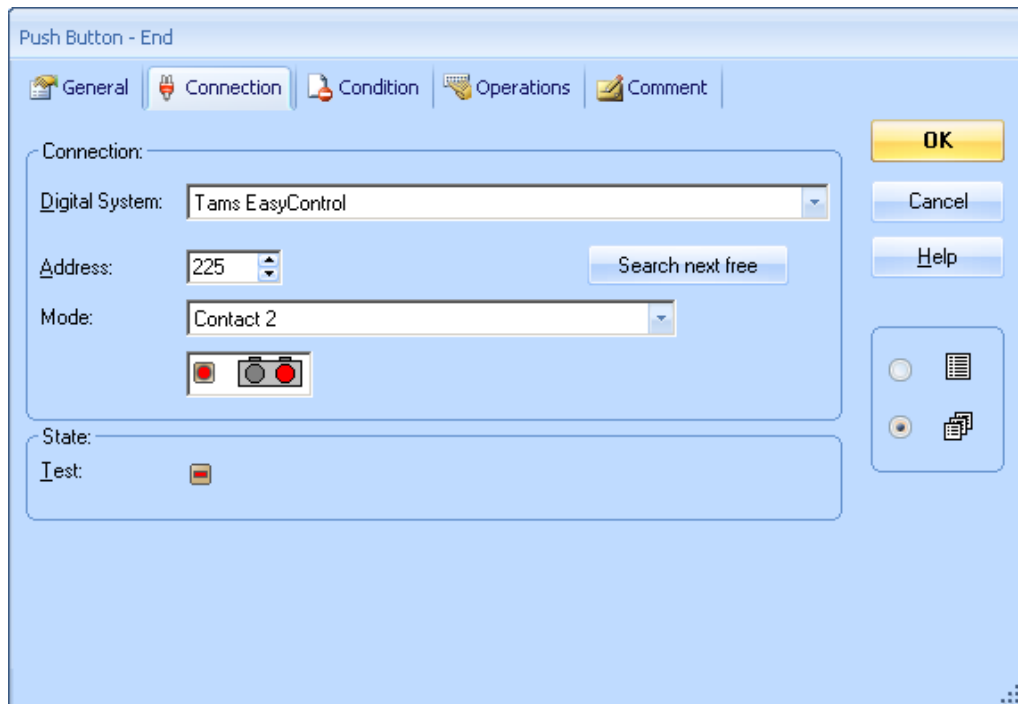 Push Button - End
General Connection Condition Operations Comment
Connection:
Digital System: Tams EasyControl
Address: 225 Search next free
Mode: Contact 2
State:
Test:
OK
Cancel
Help